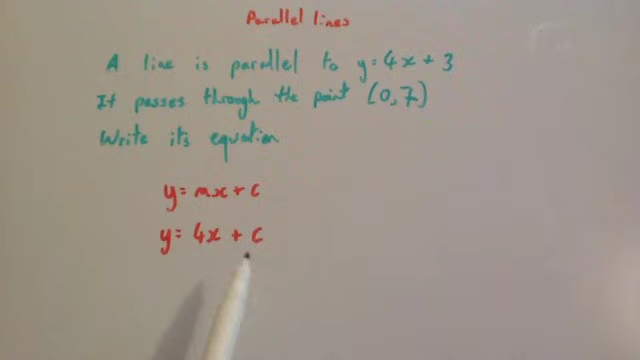 Parallel lines
A line is parallel to y=4x+3
It passes through the point (0,7)
Write its equation
y=mx+c
y=4x+c